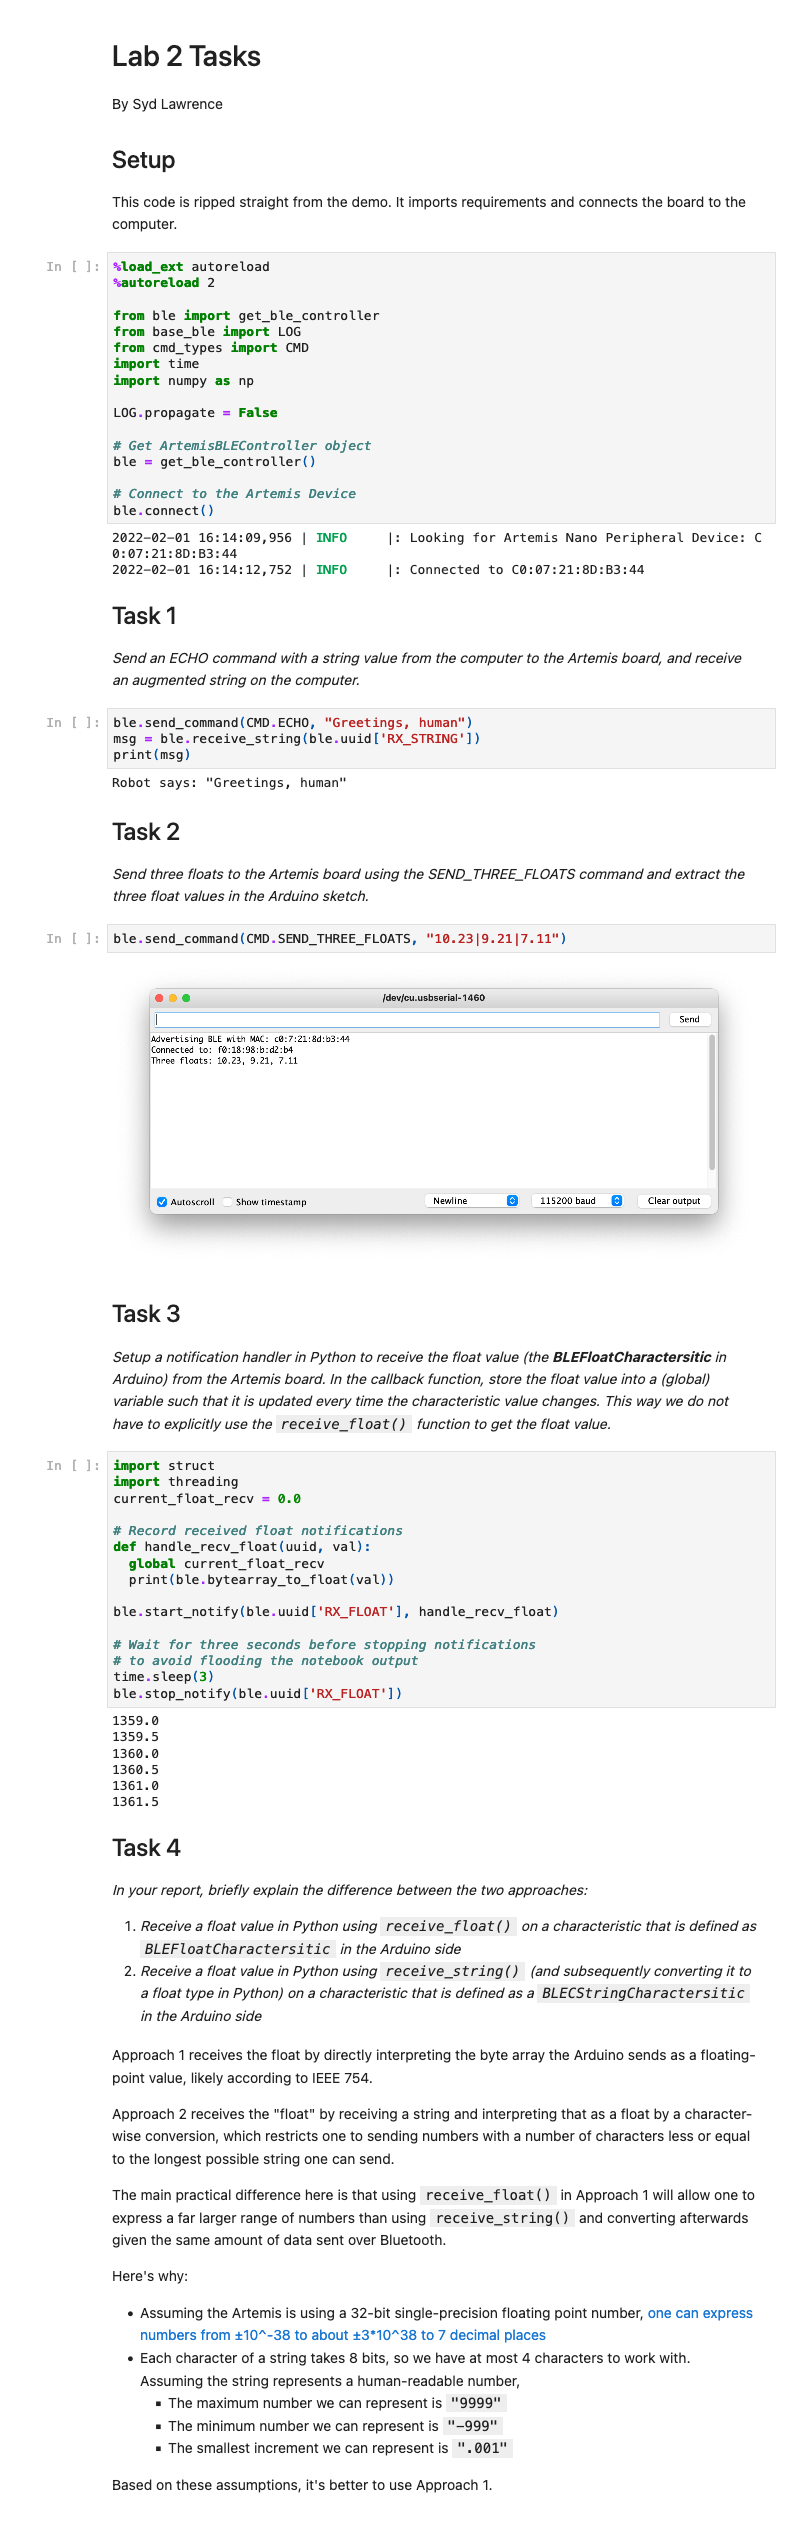 Lab 2 Tasks
By Syd Lawrence
Setup
This code is ripped straight from the demo. It imports requirements and connects the board to the
computer.
In [ ]:
%load_ext autoreload
%autoreload 2
from ble import get_ble_controller
from base_ble import LOG
from cmd_types import CMD
import time
import numpy as np
LOG.propagate = False
# Get ArtemisBLEController object
ble = get_ble_controller()
# Connect to the Artemis Device
ble.connect()
2022-02-01 16:14:09,956 | INFO     |: Looking for Artemis Nano Peripheral Device: C
0:07:21:8D:B3:44
2022-02-01 16:14:12,752 | INFO     |: Connected to C0:07:21:8D:B3:44
Task 1
Send an ECHO command with a string value from the computer to the Artemis board, and receive
an augmented string on the computer.
In [ ]:
ble.send_command(CMD.ECHO, "Greetings, human")
msg = ble.receive_string(ble.uuid['RX_STRING'])
print(msg)
Robot says: "Greetings, human"
Task 2
Send three floats to the Artemis board using the SEND_THREE_FLOATS command and extract the
three float values in the Arduino sketch.
In [ ]:
ble.send_command(CMD.SEND_THREE_FLOATS, "10.23|9.21|7.11")
/dev/cu.usbserial-1460
Send
Advertising BLE with MAC: c0:7:21:8d:b3:44
Connected to: f0:18:98:b:d2:b4
Three floats: 10.23, 9.21, 7.11
Autoscroll Show timestamp Newline 115200 baud Clear output
Task 3
Setup a notification handler in Python to receive the float value (the BLEFloatCharactersitic in
Arduino) from the Artemis board. In the callback function, store the float value into a (global)
variable such that it is updated every time the characteristic value changes. This way we do not
have to explicitly use the receive_float() function to get the float value.
In [ ]:
import struct
import threading
current_float_recv = 0.0
# Record received float notifications
def handle_recv_float(uuid, val):
  global current_float_recv
  print(ble.bytearray_to_float(val))
ble.start_notify(ble.uuid['RX_FLOAT'], handle_recv_float)
# Wait for three seconds before stopping notifications
# to avoid flooding the notebook output
time.sleep(3)
ble.stop_notify(ble.uuid['RX_FLOAT'])
1359.0
1359.5
1360.0
1360.5
1361.0
1361.5
Task 4
In your report, briefly explain the difference between the two approaches:
1. Receive a float value in Python using receive_float() on a characteristic that is defined as
BLEFloatCharactersitic in the Arduino side
2. Receive a float value in Python using receive_string() (and subsequently converting it to
a float type in Python) on a characteristic that is defined as a BLECStringCharactersitic
in the Arduino side
Approach 1 receives the float by directly interpreting the byte array the Arduino sends as a floating-
point value, likely according to IEEE 754.
Approach 2 receives the "float" by receiving a string and interpreting that as a float by a character-
wise conversion, which restricts one to sending numbers with a number of characters less or equal
to the longest possible string one can send.
The main practical difference here is that using receive_float() in Approach 1 will allow one to
express a far larger range of numbers than using receive_string() and converting afterwards
given the same amount of data sent over Bluetooth.
Here's why:
• Assuming the Artemis is using a 32-bit single-precision floating point number, one can express
numbers from ±10^-38 to about ±3*10^38 to 7 decimal places
• Each character of a string takes 8 bits, so we have at most 4 characters to work with.
Assuming the string represents a human-readable number,
▪ The maximum number we can represent is "9999"
▪ The minimum number we can represent is "-999"
▪ The smallest increment we can represent is ".001"
Based on these assumptions, it's better to use Approach 1.